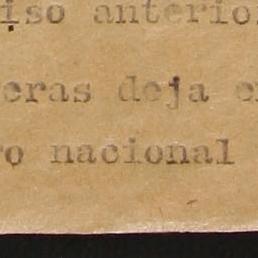 iso anterio
eras deja e
o nacional